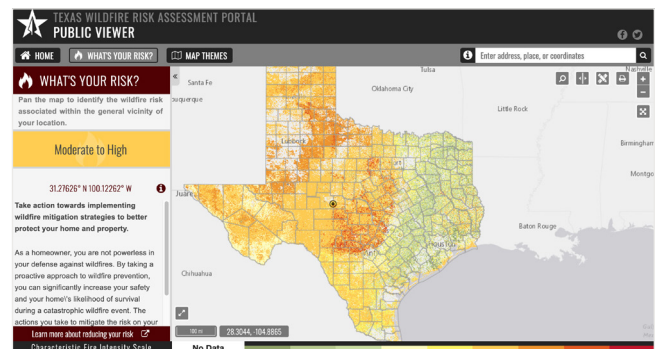 TEXAS WILDFIRE RISK ASSESSMENT PORTAL
PUBLIC VIEWER
HOME
WHAT'S YOUR RISK?
MAP THEMES
Enter address, place, or coordinates
WHAT'S YOUR RISK?
Pan the map to identify the wildfire risk
associated within the general vicinity of
your location.
Moderate to High
31.27626° N 100.12262° W
Take action towards implementing
wildfire mitigation strategies to better
protect your home and property.
As a homeowner, you are not powerless in
your defense against wildfires. By taking a
proactive approach to wildfire prevention,
you can significantly increase your safety
and your home\'s likelihood of survival
during a catastrophic wildfire event. The
actions you take to mitigate the risk on your
Learn more about reducing your risk
Characteristic Fire Intensity Scale
Tulsa
Nashville
Santa Fe
Oklahoma City
Little Rock
Lubbock
Birmingham
Montgo
Juáre
Baton Rouge
Houston
Chihuahua
100 mi
28.3044, -104.8865
No Data